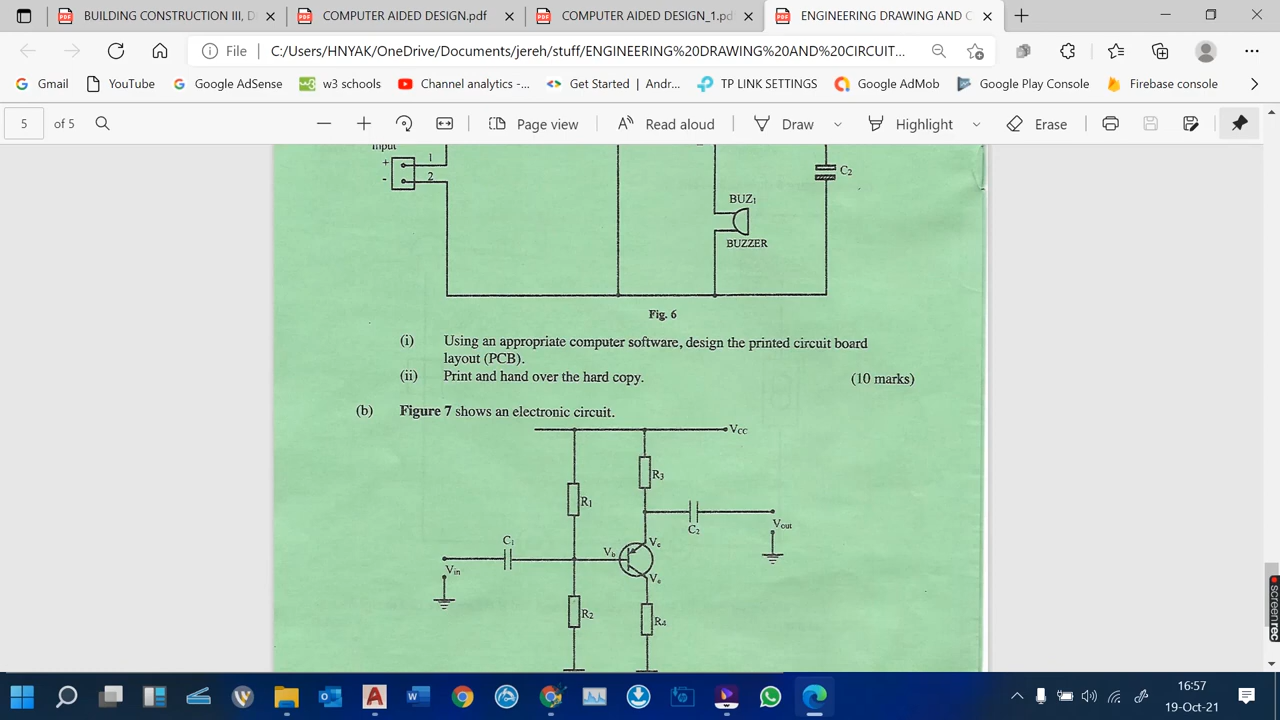 BUILDING CONSTRUCTION III, D
COMPUTER AIDED DESIGN.pdf
COMPUTER AIDED DESIGN_1.pd
ENGINEERING DRAWING AND C
File
C:/Users/HNYAK/OneDrive/Documents/jereh/stuff/ENGINEERING%20DRAWING%20AND%20CIRCUIT...
Gmail
YouTube
Google AdSense
w3 schools
Channel analytics -...
Get Started | Andr...
TP LINK SETTINGS
Google AdMob
Google Play Console
Firebase console
5 of 5
Page view
Read aloud
Draw
Highlight
Erase
Input
+ 1
- 2
C2
BUZ1
BUZZER
Fig. 6
(i) Using an appropriate computer software, design the printed circuit board
layout (PCB).
(ii) Print and hand over the hard copy. (10 marks)
(b) Figure 7 shows an electronic circuit.
VCC
R3
R1
C2
Vout
C1
Vb
Vc
Vin
Ve
R2
R4
screenrec
16:57
19-Oct-21